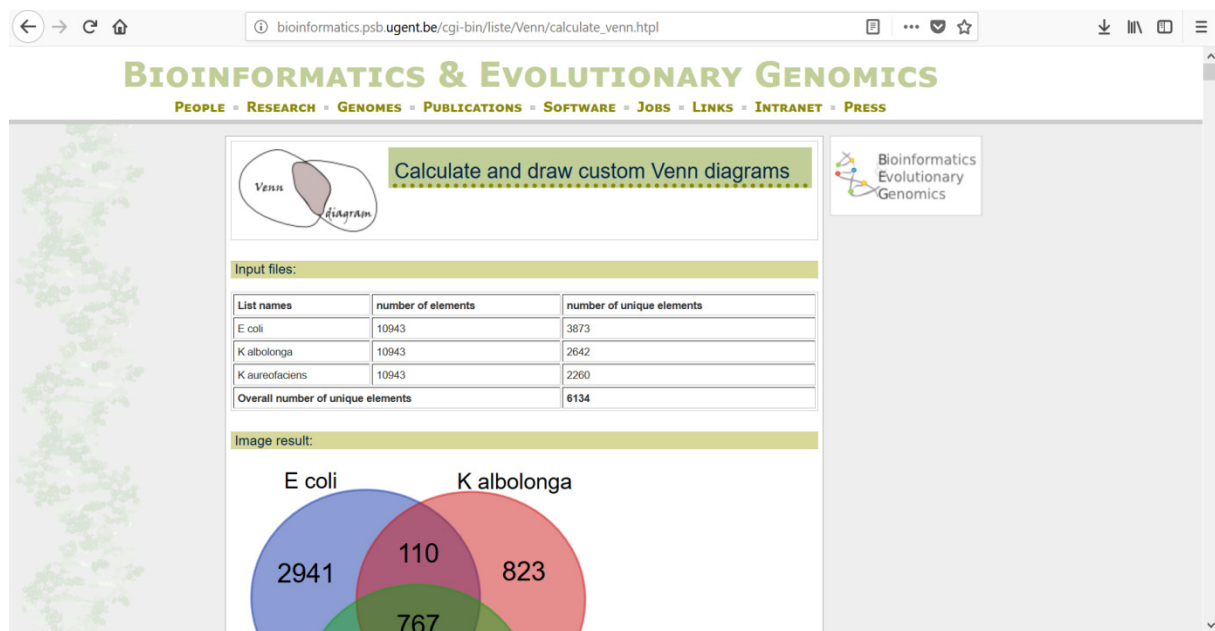 bioinformatics.psb.ugent.be/cgi-bin/liste/Venn/calculate_venn.htpl
BIOINFORMATICS & EVOLUTIONARY GENOMICS
PEOPLE RESEARCH GENOMES PUBLICATIONS SOFTWARE JOBS LINKS INTRANET PRESS
Venn
diagram
Calculate and draw custom Venn diagrams
Bioinformatics
Evolutionary
Genomics
Input files:
List names number of elements number of unique elements
E coli 10943 3873
K albolonga 10943 2642
K aureofaciens 10943 2260
Overall number of unique elements 6134
Image result:
E coli K albolonga
110
2941 823
767